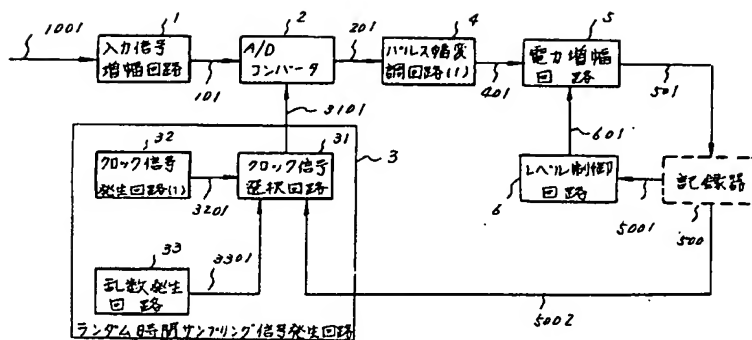 1001
1
入力信号
増幅回路
101
2
A/D
コンバータ
201
4
パルス幅変
調回路(1)
401
5
電力増幅
回路
501
3101
601
32
クロック信号
発生回路(1)
3201
31
クロック信号
選択回路
3
6
レベル制御
回路
5001
記録器
500
33
乱数発生
回路
3301
5002
ランダム時間サンプリング信号発生回路